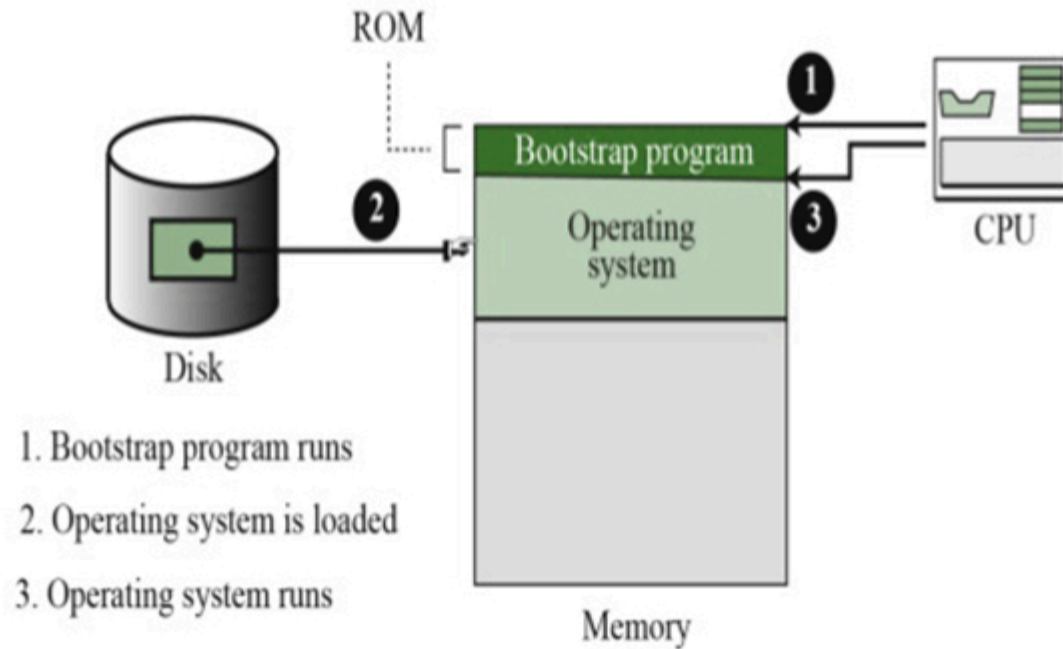 ROM
1
Bootstrap program
2
3
Operating
system
CPU
Disk
1. Bootstrap program runs
2. Operating system is loaded
3. Operating system runs
Memory